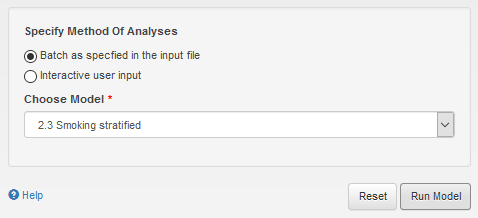 Specify Method Of Analyses
Batch as specfied in the input file
Interactive user input
Choose Model *
2.3 Smoking stratified
? Help
Reset
Run Model